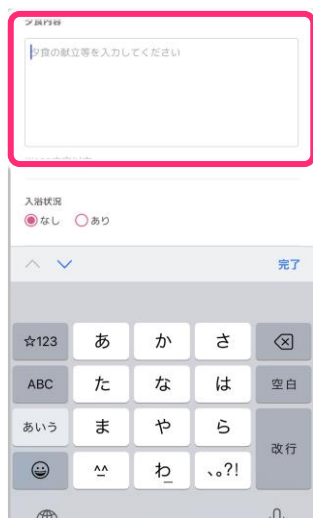 夕食内容
夕食の献立等を入力してください
入浴状況
なし あり
完了
☆123 あ か さ
ABC た な は 空白
あいう ま や ら
改行
^^ わ 、。?!